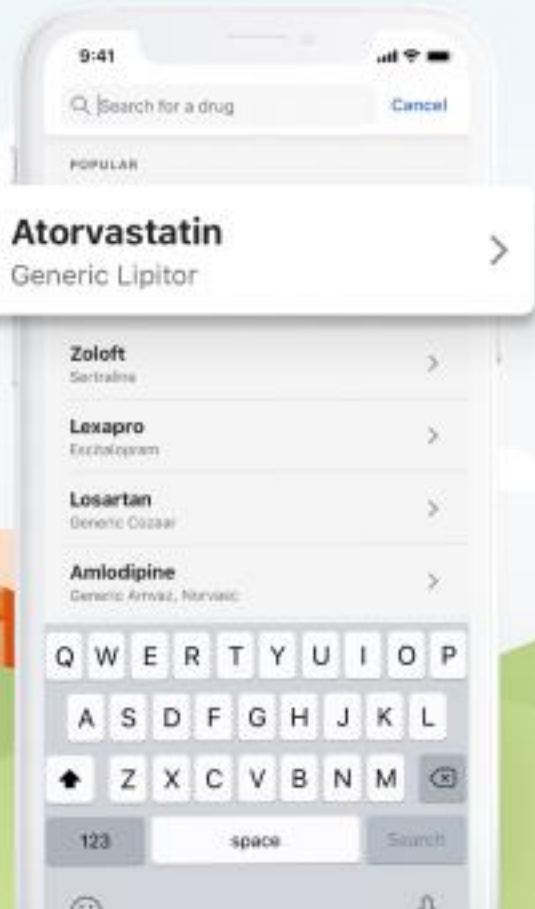 9:41
Search for a drug Cancel
POPULAR
Atorvastatin
Generic Lipitor
Zoloft
Sertraline
Lexapro
Escitalopram
Losartan
Generic Cozaar
Amlodipine
Generic Amvaz, Norvasc
Q W E R T Y U I O P
A S D F G H J K L
Z X C V B N M
123 space Search